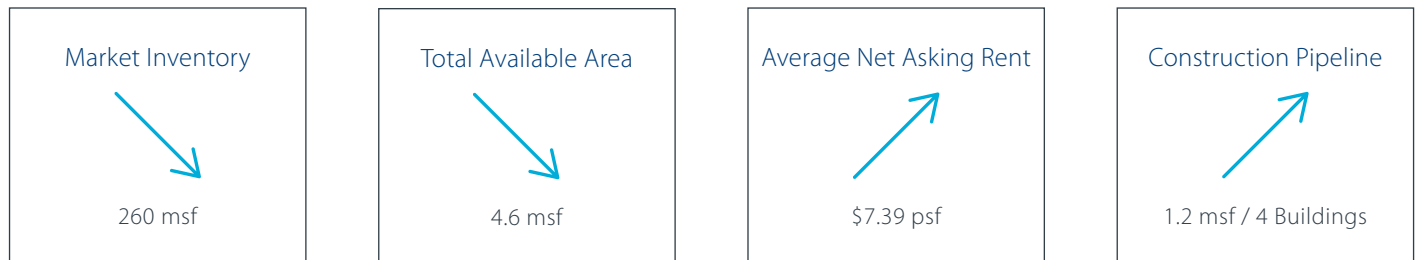 Market Inventory
260 msf
Total Available Area
4.6 msf
Average Net Asking Rent
$7.39 psf
Construction Pipeline
1.2 msf / 4 Buildings